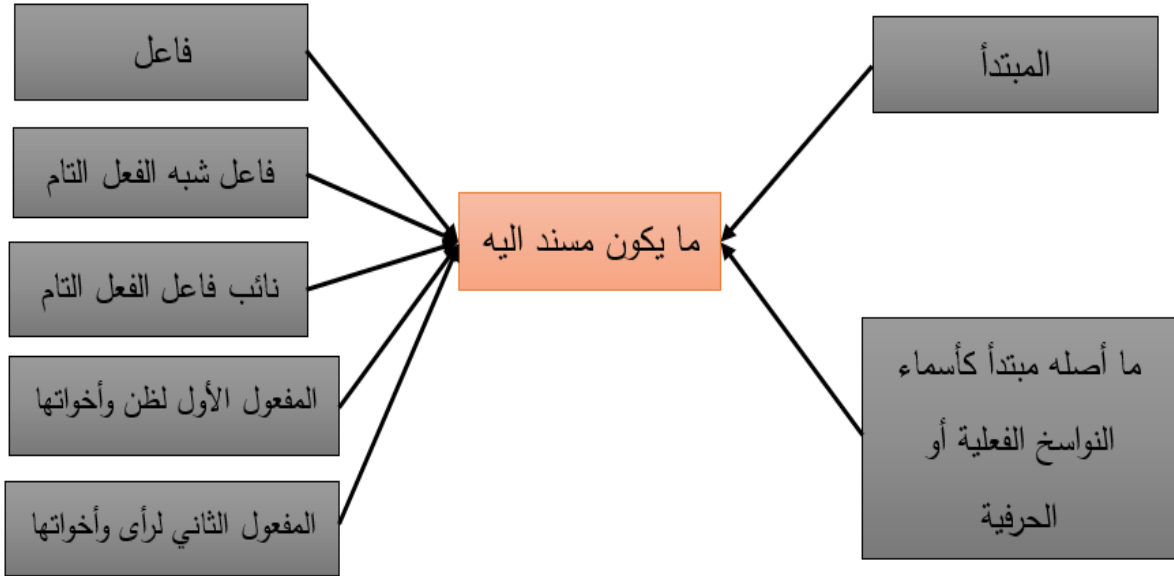 المبتدأ
ما أصله مبتدأ كأسماء
النواسخ الفعلية أو
الحرفية
ما يكون مسند اليه
فاعل
فاعل شبه الفعل التام
نائب فاعل الفعل التام
المفعول الأول لظن وأخواتها
المفعول الثاني لرأى وأخواتها